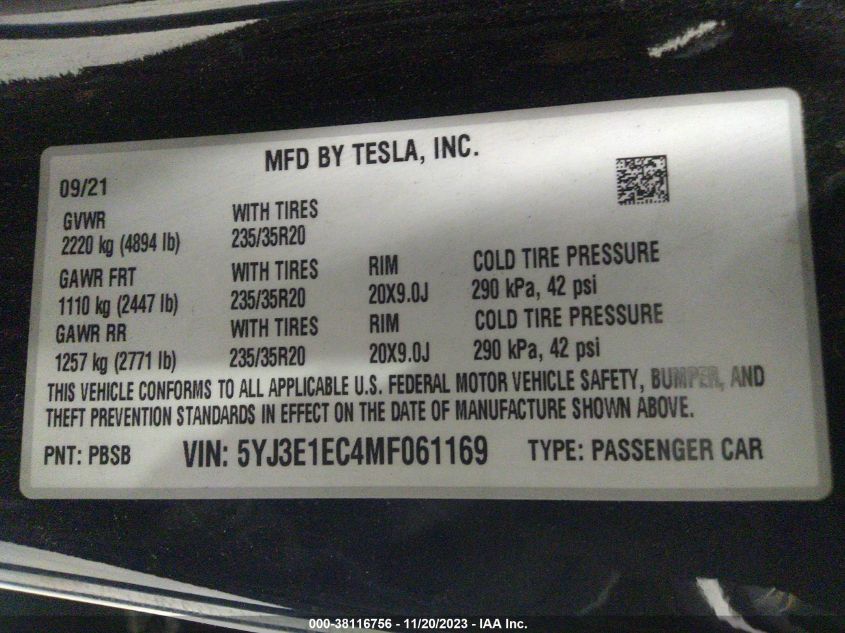 MFD BY TESLA, INC.
09/21
GVWR WITH TIRES
2220 kg (4894 lb) 235/35R20
GAWR FRT WITH TIRES RIM COLD TIRE PRESSURE
1110 kg (2447 lb) 235/35R20 20X9.0J 290 kPa, 42 psi
GAWR RR WITH TIRES RIM COLD TIRE PRESSURE
1257 kg (2771 lb) 235/35R20 20X9.0J 290 kPa, 42 psi
THIS VEHICLE CONFORMS TO ALL APPLICABLE U.S. FEDERAL MOTOR VEHICLE SAFETY, BUMPER, AND
THEFT PREVENTION STANDARDS IN EFFECT ON THE DATE OF MANUFACTURE SHOWN ABOVE.
PNT: PBSB VIN: 5YJ3E1EC4MF061169 TYPE: PASSENGER CAR
000-38116756 - 11/20/2023 - IAA Inc.